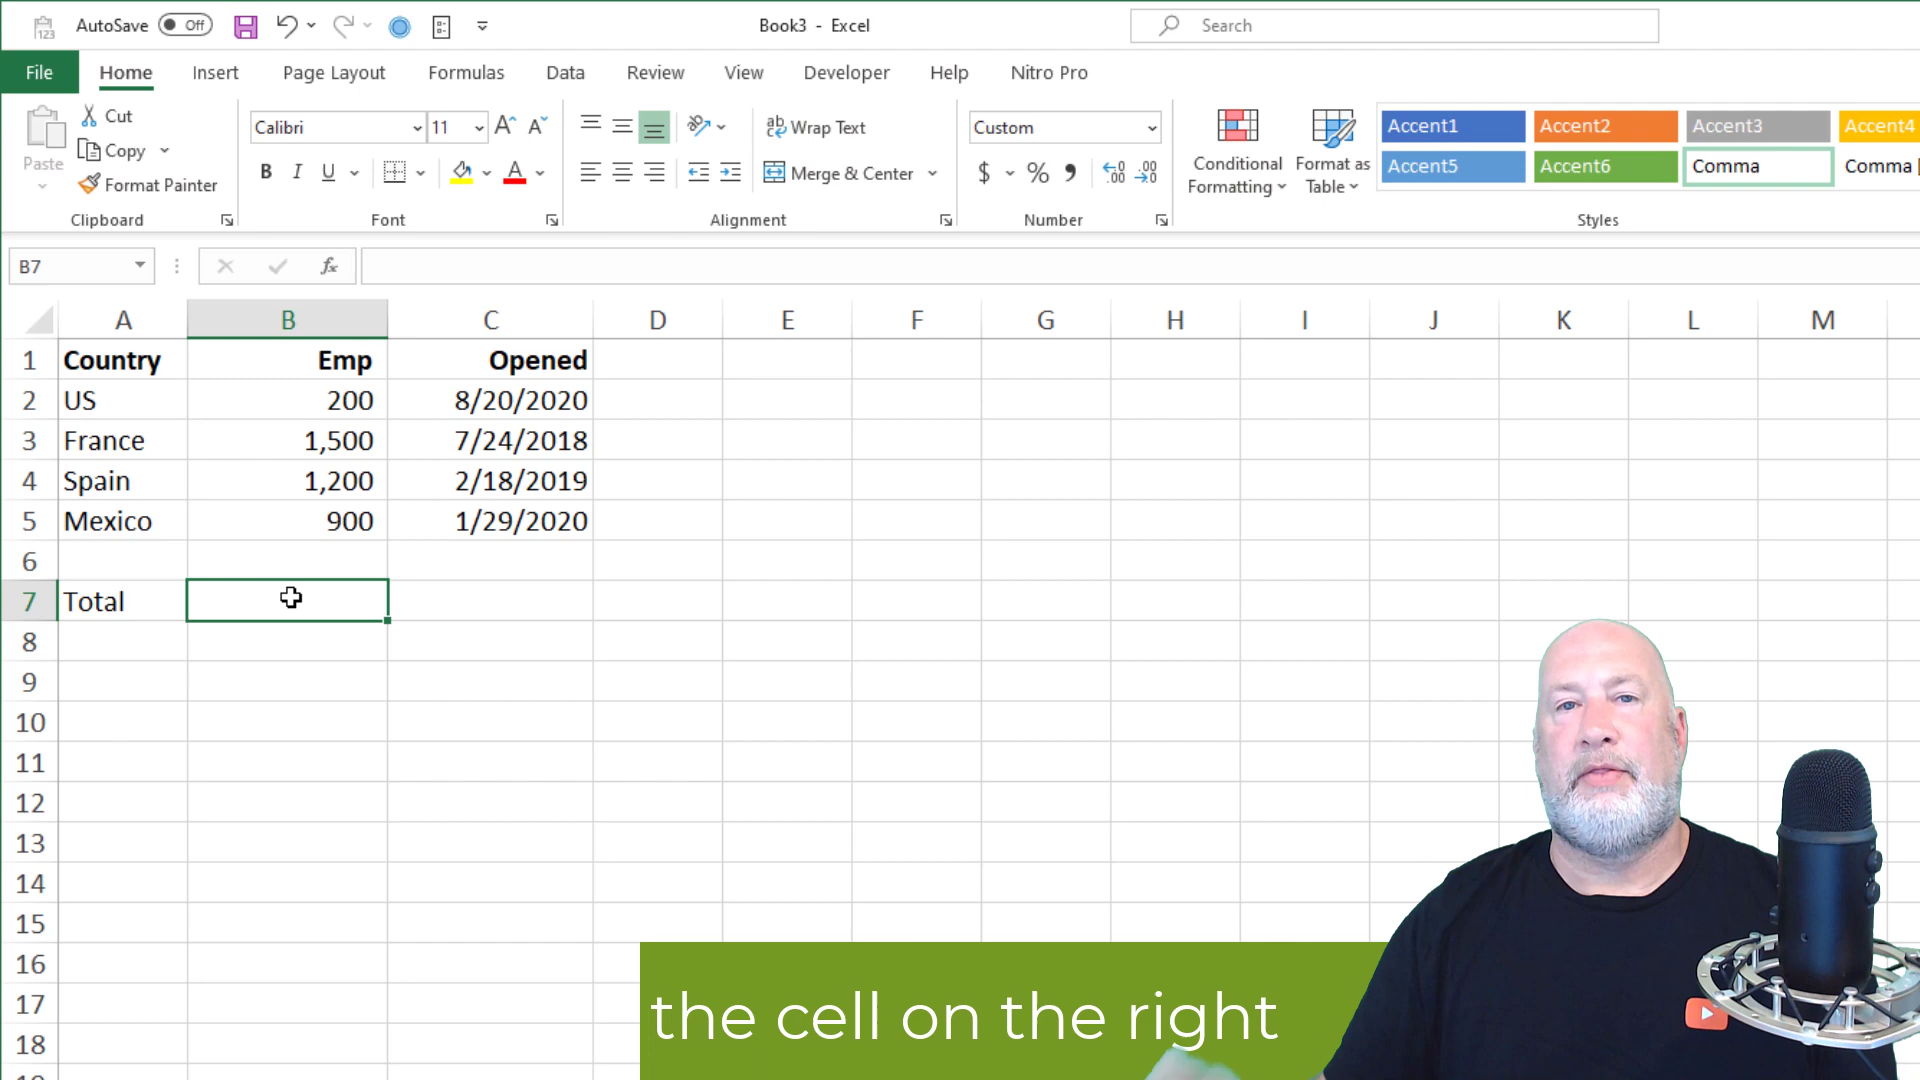 AutoSave Off Book3 - Excel Search
File Home Insert Page Layout Formulas Data Review View Developer Help Nitro Pro
Paste Cut Copy Format Painter Clipboard
Calibri 11 B I U A Font
ab Wrap Text Merge & Center Alignment
Custom $ % Number
Conditional Formatting Format as Table
Accent1 Accent2 Accent3 Accent4
Accent5 Accent6 Comma Comma [
Styles
B7 fx
A B C D E F G H I J K L M
1 Country Emp Opened
2 US 200 8/20/2020
3 France 1,500 7/24/2018
4 Spain 1,200 2/18/2019
5 Mexico 900 1/29/2020
6
7 Total
8
9
10
11
12
13
14
15
16
17
18
the cell on the right